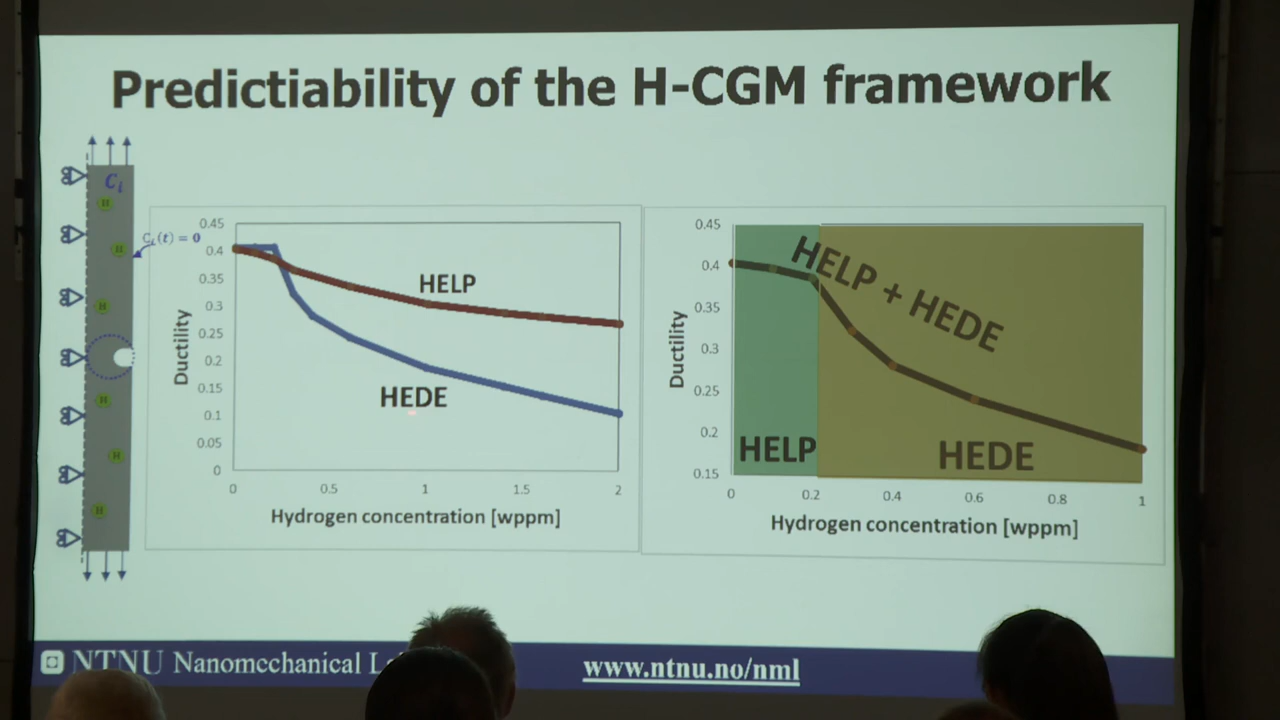 Predictiability of the H-CGM framework
Cᵢ
H
H
H
H
H
H
Cᵢ(t) = 0
0.45
0.4
0.35
0.3
0.25
0.2
0.15
0.1
0.05
0
Ductility
HELP
HEDE
0
0.5
1
1.5
2
Hydrogen concentration [wppm]
0.45
0.4
0.35
0.3
0.25
0.2
0.15
Ductility
HELP + HEDE
HELP
HEDE
0
0.2
0.4
0.6
0.8
1
Hydrogen concentration [wppm]
NTNU Nanomechanical L
www.ntnu.no/nml